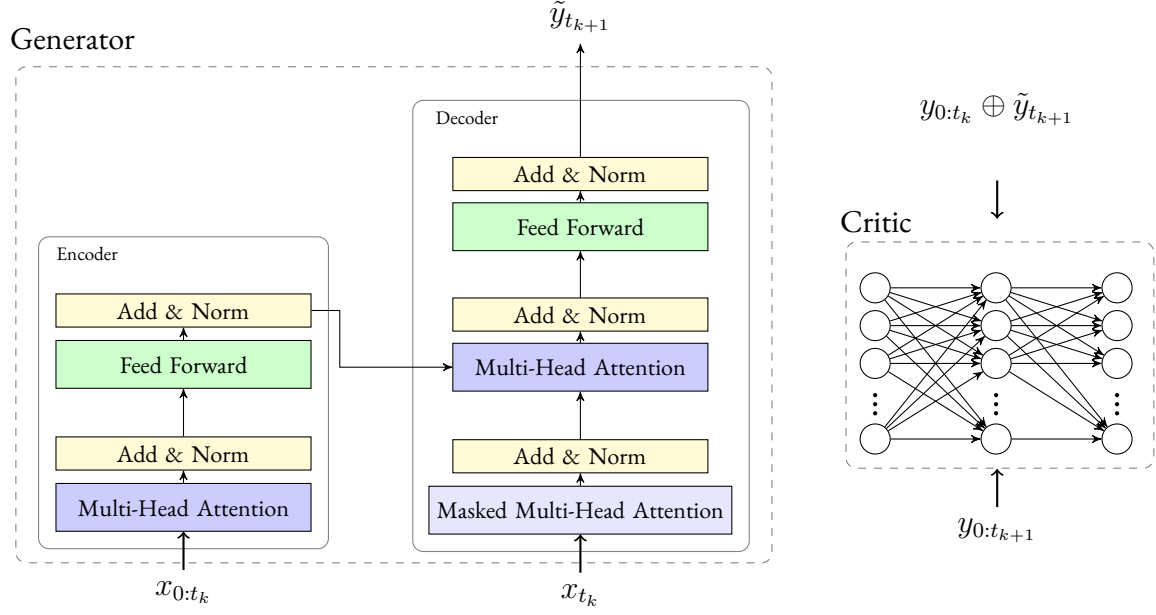 Generator
ỹ_{t_{k+1}}
Encoder
Add & Norm
Feed Forward
Add & Norm
Multi-Head Attention
x_{0:t_k}
Decoder
Add & Norm
Feed Forward
Add & Norm
Multi-Head Attention
Add & Norm
Masked Multi-Head Attention
x_{t_k}
y_{0:t_k} ⊕ ỹ_{t_{k+1}}
Critic
y_{0:t_{k+1}}